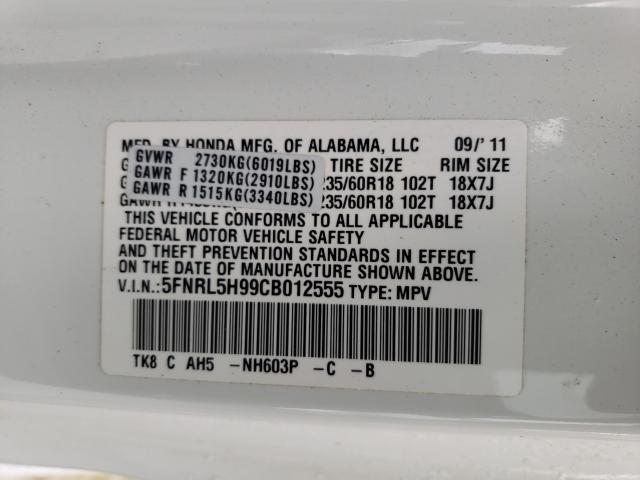 MFD. BY HONDA MFG. OF ALABAMA, LLC 09/'11
GVWR 2730KG(6019LBS) TIRE SIZE RIM SIZE
GAWR F 1320KG(2910LBS) 235/60R18 102T 18X7J
GAWR R 1515KG(3340LBS) 235/60R18 102T 18X7J
THIS VEHICLE CONFORMS TO ALL APPLICABLE
FEDERAL MOTOR VEHICLE SAFETY
AND THEFT PREVENTION STANDARDS IN EFFECT
ON THE DATE OF MANUFACTURE SHOWN ABOVE.
V.I.N.:5FNRL5H99CB012555 TYPE: MPV
TK8 C AH5 -NH603P -C -B